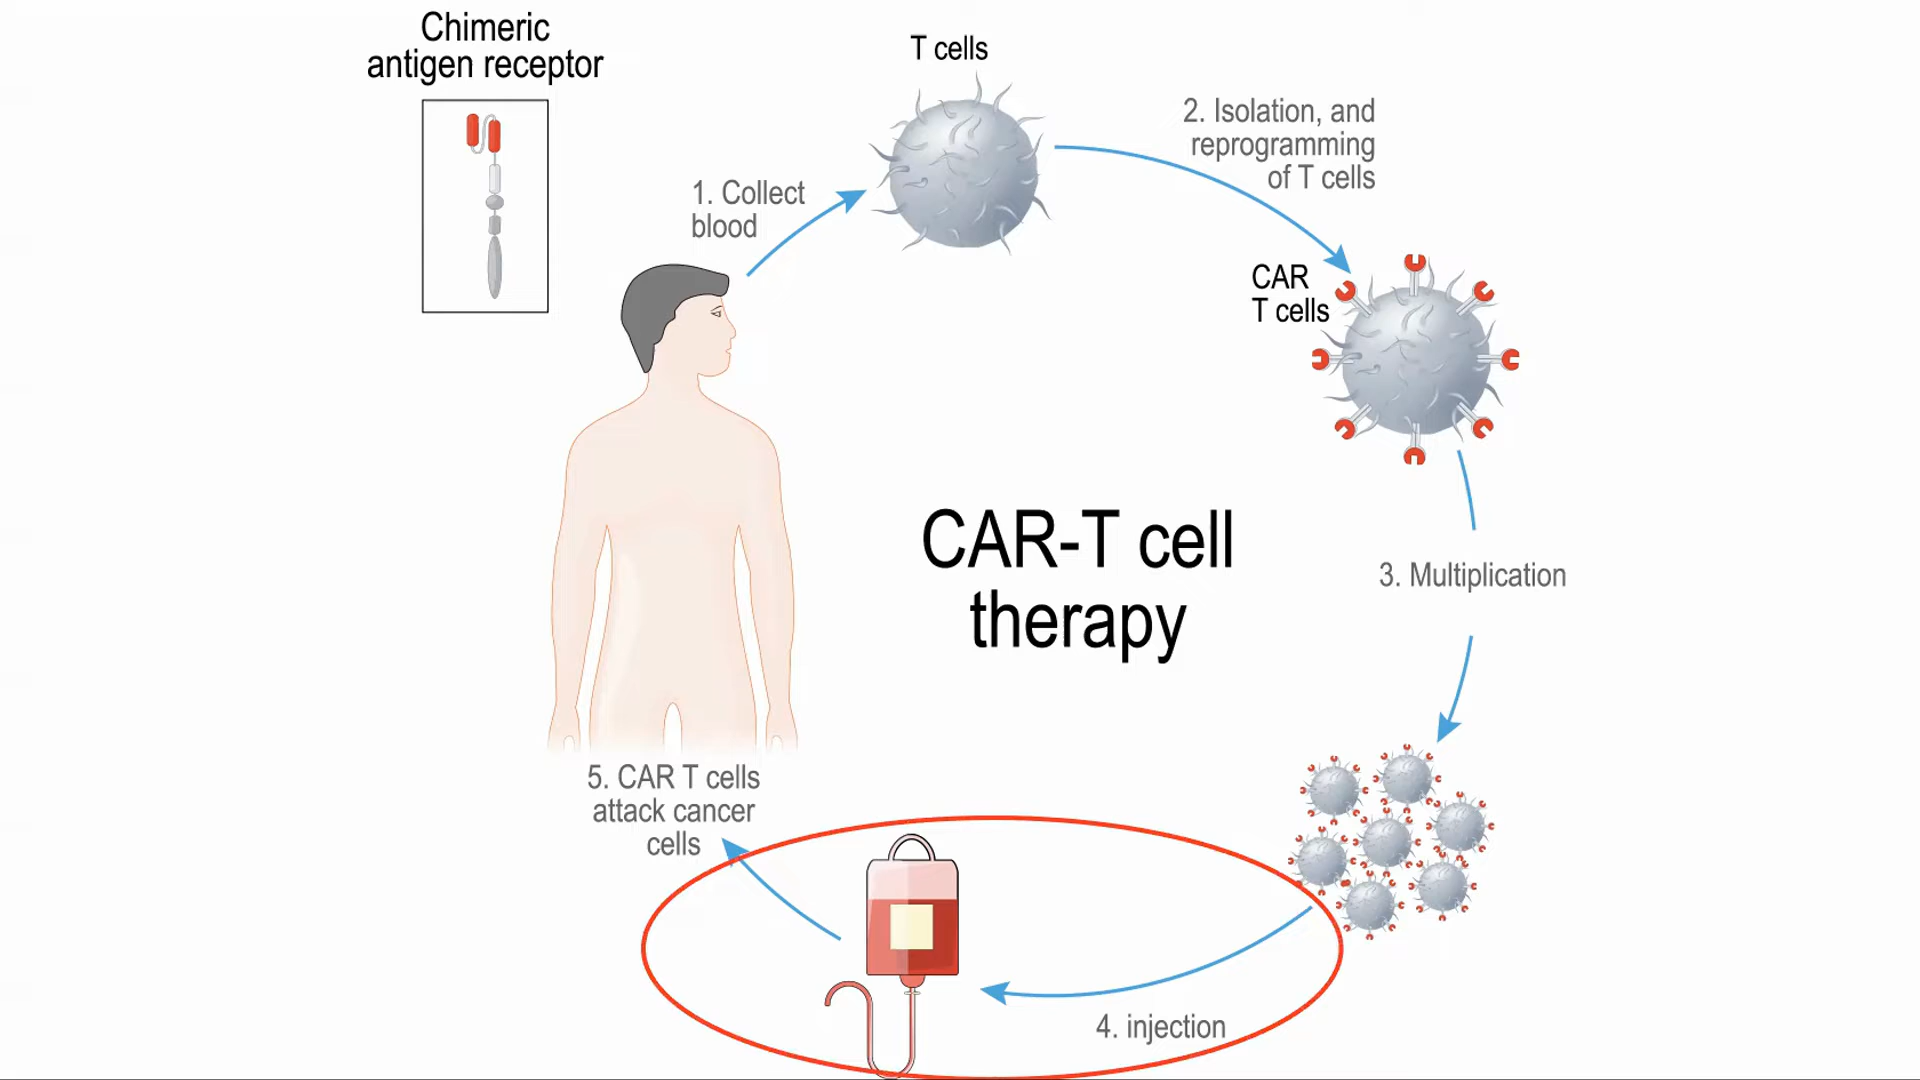 Chimeric
antigen receptor
T cells
1. Collect
blood
2. Isolation, and
reprogramming
of T cells
CAR
T cells
CAR-T cell
therapy
3. Multiplication
4. injection
5. CAR T cells
attack cancer
cells